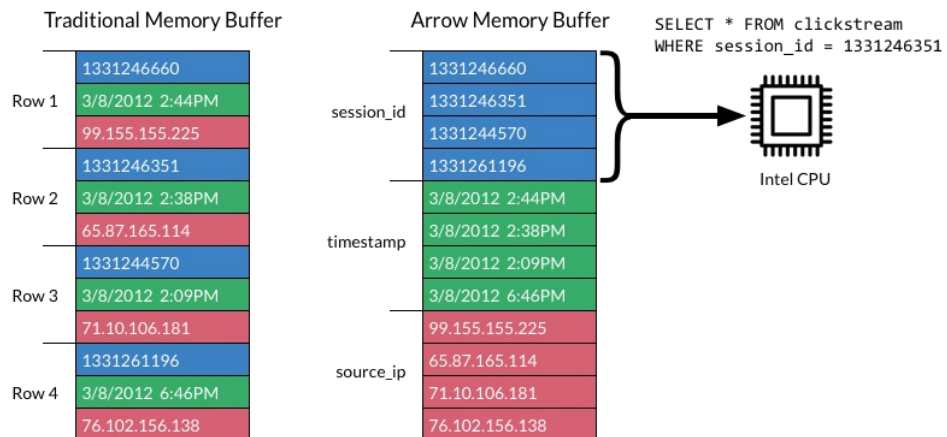 Traditional Memory Buffer
Row 1
1331246660
3/8/2012 2:44PM
99.155.155.225
Row 2
1331246351
3/8/2012 2:38PM
65.87.165.114
Row 3
1331244570
3/8/2012 2:09PM
71.10.106.181
Row 4
1331261196
3/8/2012 6:46PM
76.102.156.138
Arrow Memory Buffer
session_id
1331246660
1331246351
1331244570
1331261196
timestamp
3/8/2012 2:44PM
3/8/2012 2:38PM
3/8/2012 2:09PM
3/8/2012 6:46PM
source_ip
99.155.155.225
65.87.165.114
71.10.106.181
76.102.156.138
SELECT * FROM clickstream
WHERE session_id = 1331246351
Intel CPU